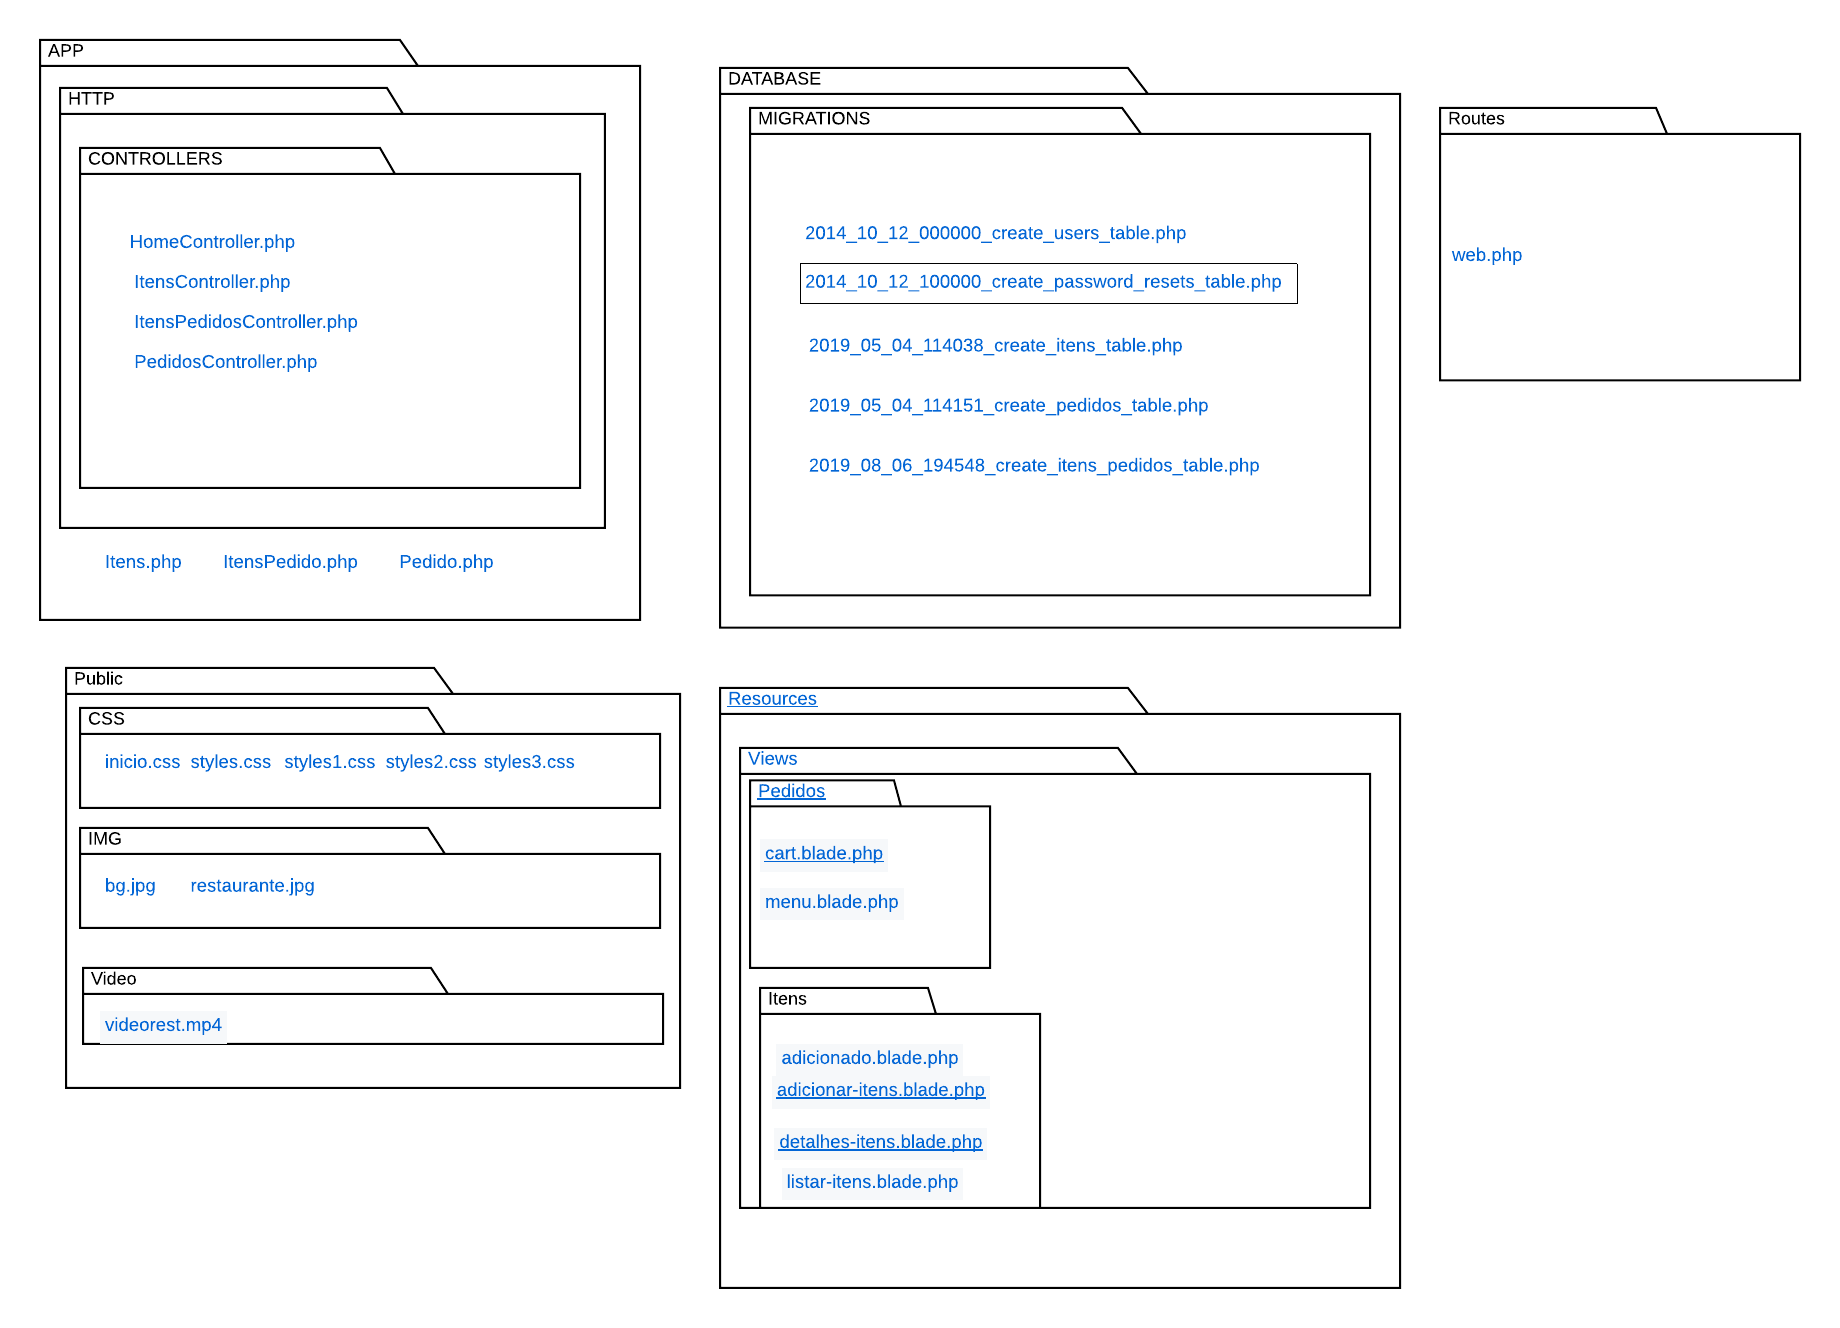 APP
HTTP
CONTROLLERS
HomeController.php
ItensController.php
ItensPedidosController.php
PedidosController.php
Itens.php ItensPedido.php Pedido.php
DATABASE
MIGRATIONS
2014_10_12_000000_create_users_table.php
2014_10_12_100000_create_password_resets_table.php
2019_05_04_114038_create_itens_table.php
2019_05_04_114151_create_pedidos_table.php
2019_08_06_194548_create_itens_pedidos_table.php
Routes
web.php
Public
CSS
inicio.css styles.css styles1.css styles2.css styles3.css
IMG
bg.jpg restaurante.jpg
Video
videorest.mp4
Resources
Views
Pedidos
cart.blade.php
menu.blade.php
Itens
adicionado.blade.php
adicionar-itens.blade.php
detalhes-itens.blade.php
listar-itens.blade.php